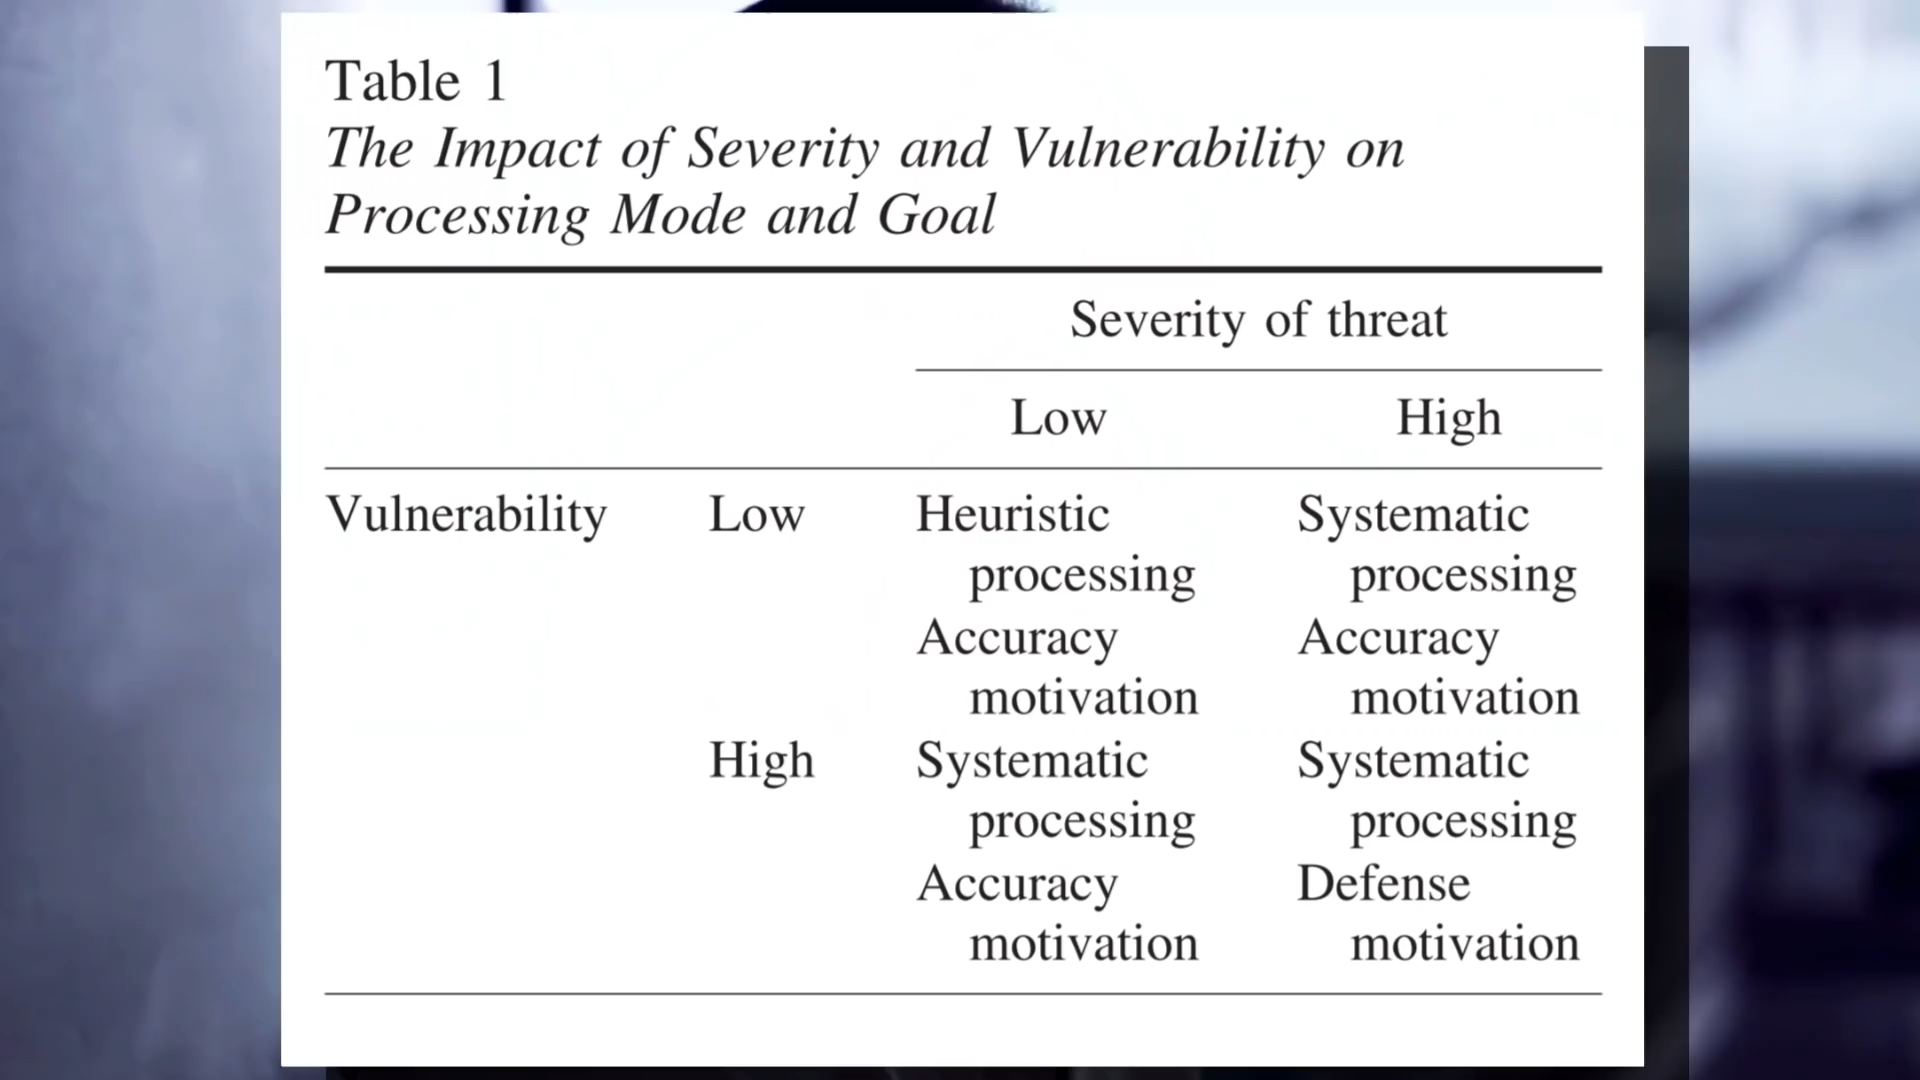 Table 1
The Impact of Severity and Vulnerability on
Processing Mode and Goal
Severity of threat
Low High
Vulnerability Low Heuristic Systematic
processing processing
Accuracy Accuracy
motivation motivation
High Systematic Systematic
processing processing
Accuracy Defense
motivation motivation